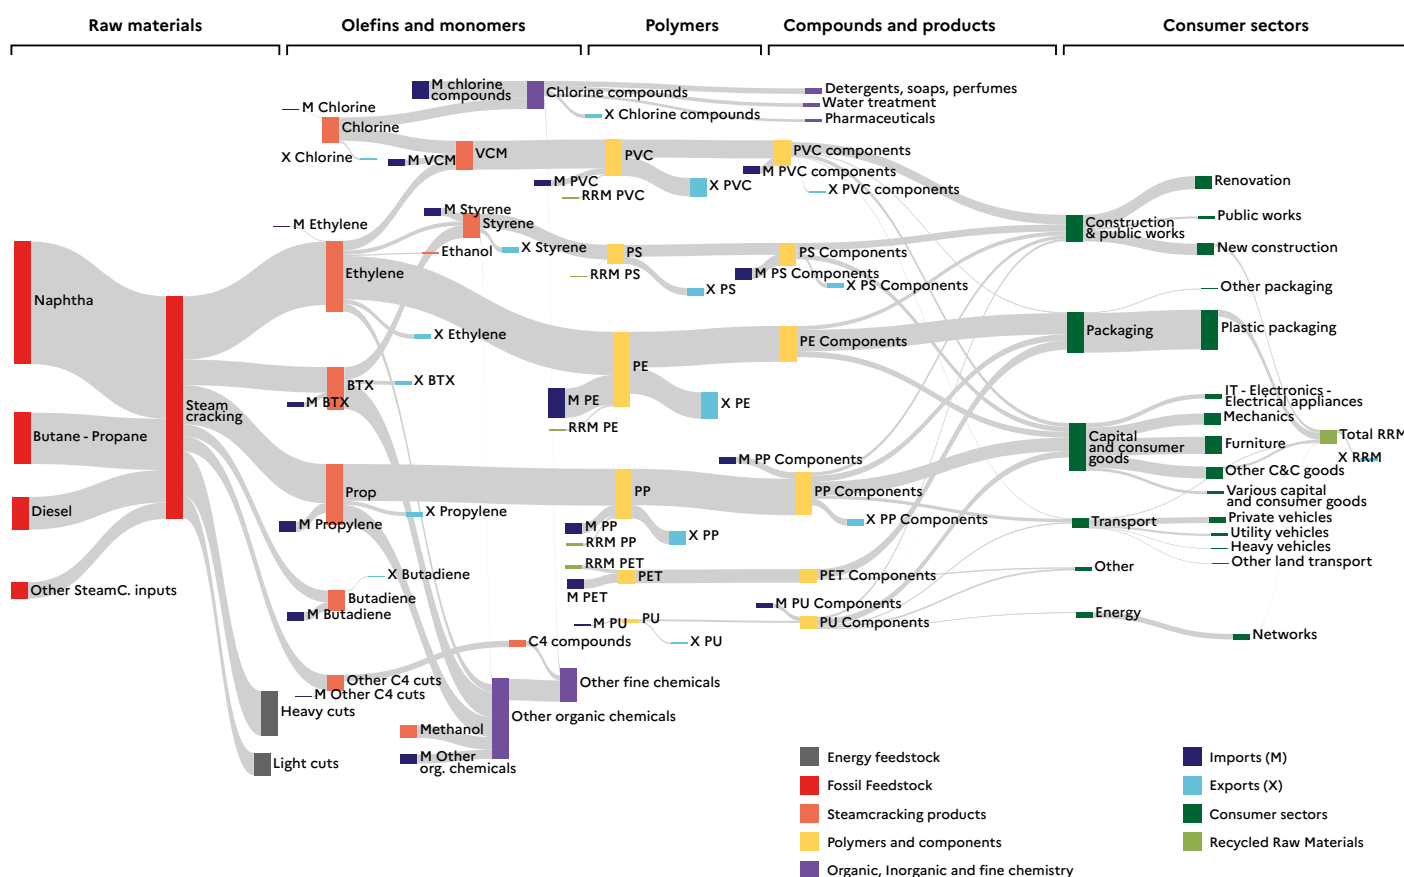 Raw materials
Olefins and monomers
Polymers
Compounds and products
Consumer sectors
M chlorine
compounds
Chlorine compounds
Detergents, soaps, perfumes
Water treatment
Pharmaceuticals
M Chlorine
X Chlorine compounds
Chlorine
X Chlorine
M VCM
VCM
PVC
PVC components
M PVC components
M PVC
X PVC
X PVC components
RRM PVC
Renovation
M Styrene
Styrene
Public works
M Ethylene
Construction
& public works
X Styrene
New construction
Ethanol
PS
PS Components
Ethylene
RRM PS
M PS Components
X PS
X PS Components
Other packaging
Naphtha
Packaging
Plastic packaging
X Ethylene
PE Components
PE
X BTX
BTX
M BTX
M PE
X PE
IT - Electronics -
Electrical appliances
Steam
cracking
Mechanics
RRM PE
Butane - Propane
Capital
and consumer
goods
Furniture
Total RRM
X RRM
M PP Components
Other C&C goods
Prop
PP
PP Components
Various capital
and consumer goods
Diesel
X Propylene
M Propylene
M PP
X PP
X PP Components
Transport
Private vehicles
Utility vehicles
RRM PP
Heavy vehicles
RRM PET
Other land transport
X Butadiene
PET
PET Components
Other
Other SteamC. inputs
M PET
Butadiene
M Butadiene
M PU Components
M PU
PU
PU Components
Energy
X PU
Networks
C4 compounds
Other C4 cuts
M Other C4 cuts
Other fine chemicals
Heavy cuts
Other organic chemicals
Methanol
Light cuts
M Other
org. chemicals
Energy feedstock
Fossil Feedstock
Steamcracking products
Polymers and components
Organic, Inorganic and fine chemistry
Imports (M)
Exports (X)
Consumer sectors
Recycled Raw Materials